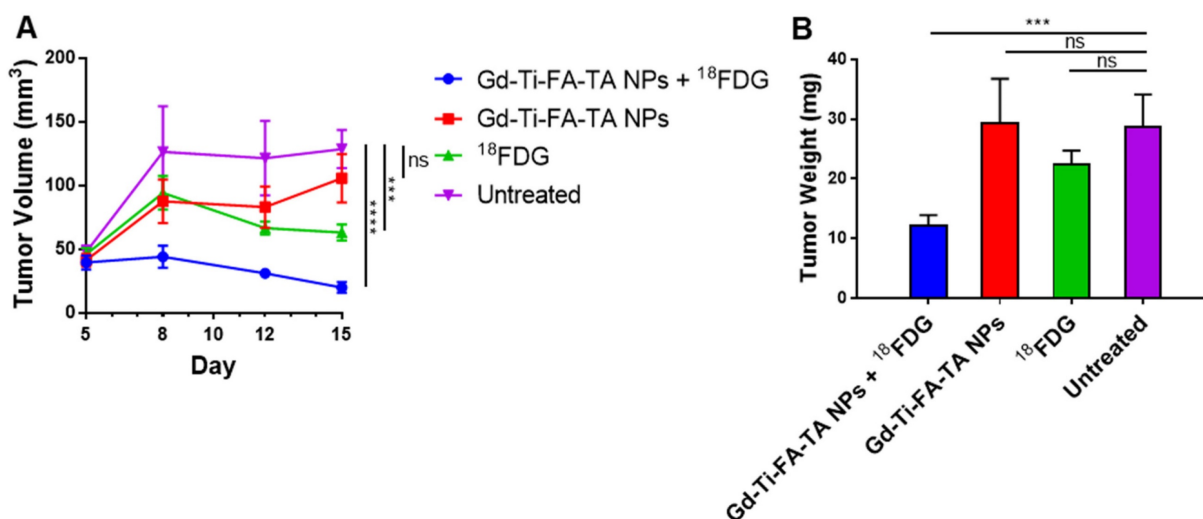 A
Tumor Volume (mm³)
200
150
100
50
0
5
8
10
12
15
Day
Gd-Ti-FA-TA NPs + ¹⁸FDG
Gd-Ti-FA-TA NPs
¹⁸FDG
Untreated
ns
***
****
B
Tumor Weight (mg)
40
30
20
10
0
***
ns
ns
Gd-Ti-FA-TA NPs + ¹⁸FDG
Gd-Ti-FA-TA NPs
¹⁸FDG
Untreated